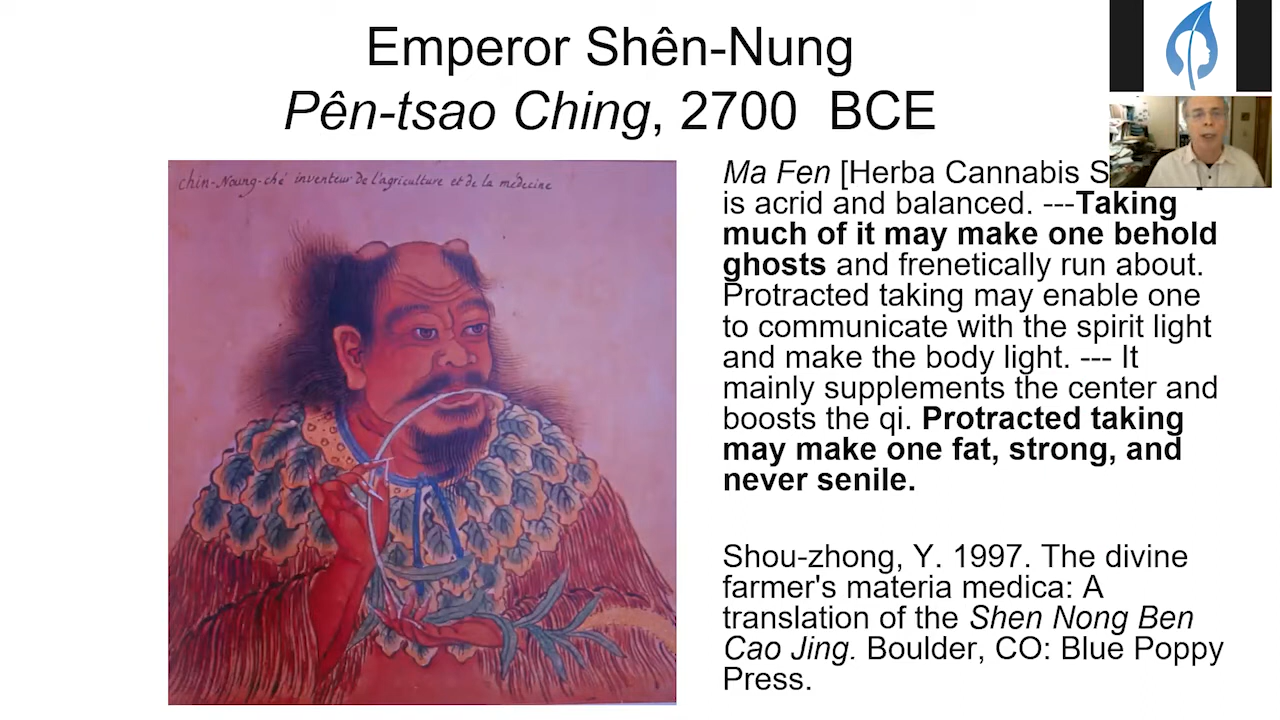 Emperor Shên-Nung
Pên-tsao Ching, 2700 BCE
chin-Noung-ché inventeur de l'agriculture et de la médecine
Ma Fen [Herba Cannabis
is acrid and balanced. ---Taking
much of it may make one behold
ghosts and frenetically run about.
Protracted taking may enable one
to communicate with the spirit light
and make the body light. --- It
mainly supplements the center and
boosts the qi. Protracted taking
may make one fat, strong, and
never senile.
Shou-zhong, Y. 1997. The divine
farmer's materia medica: A
translation of the Shen Nong Ben
Cao Jing. Boulder, CO: Blue Poppy
Press.